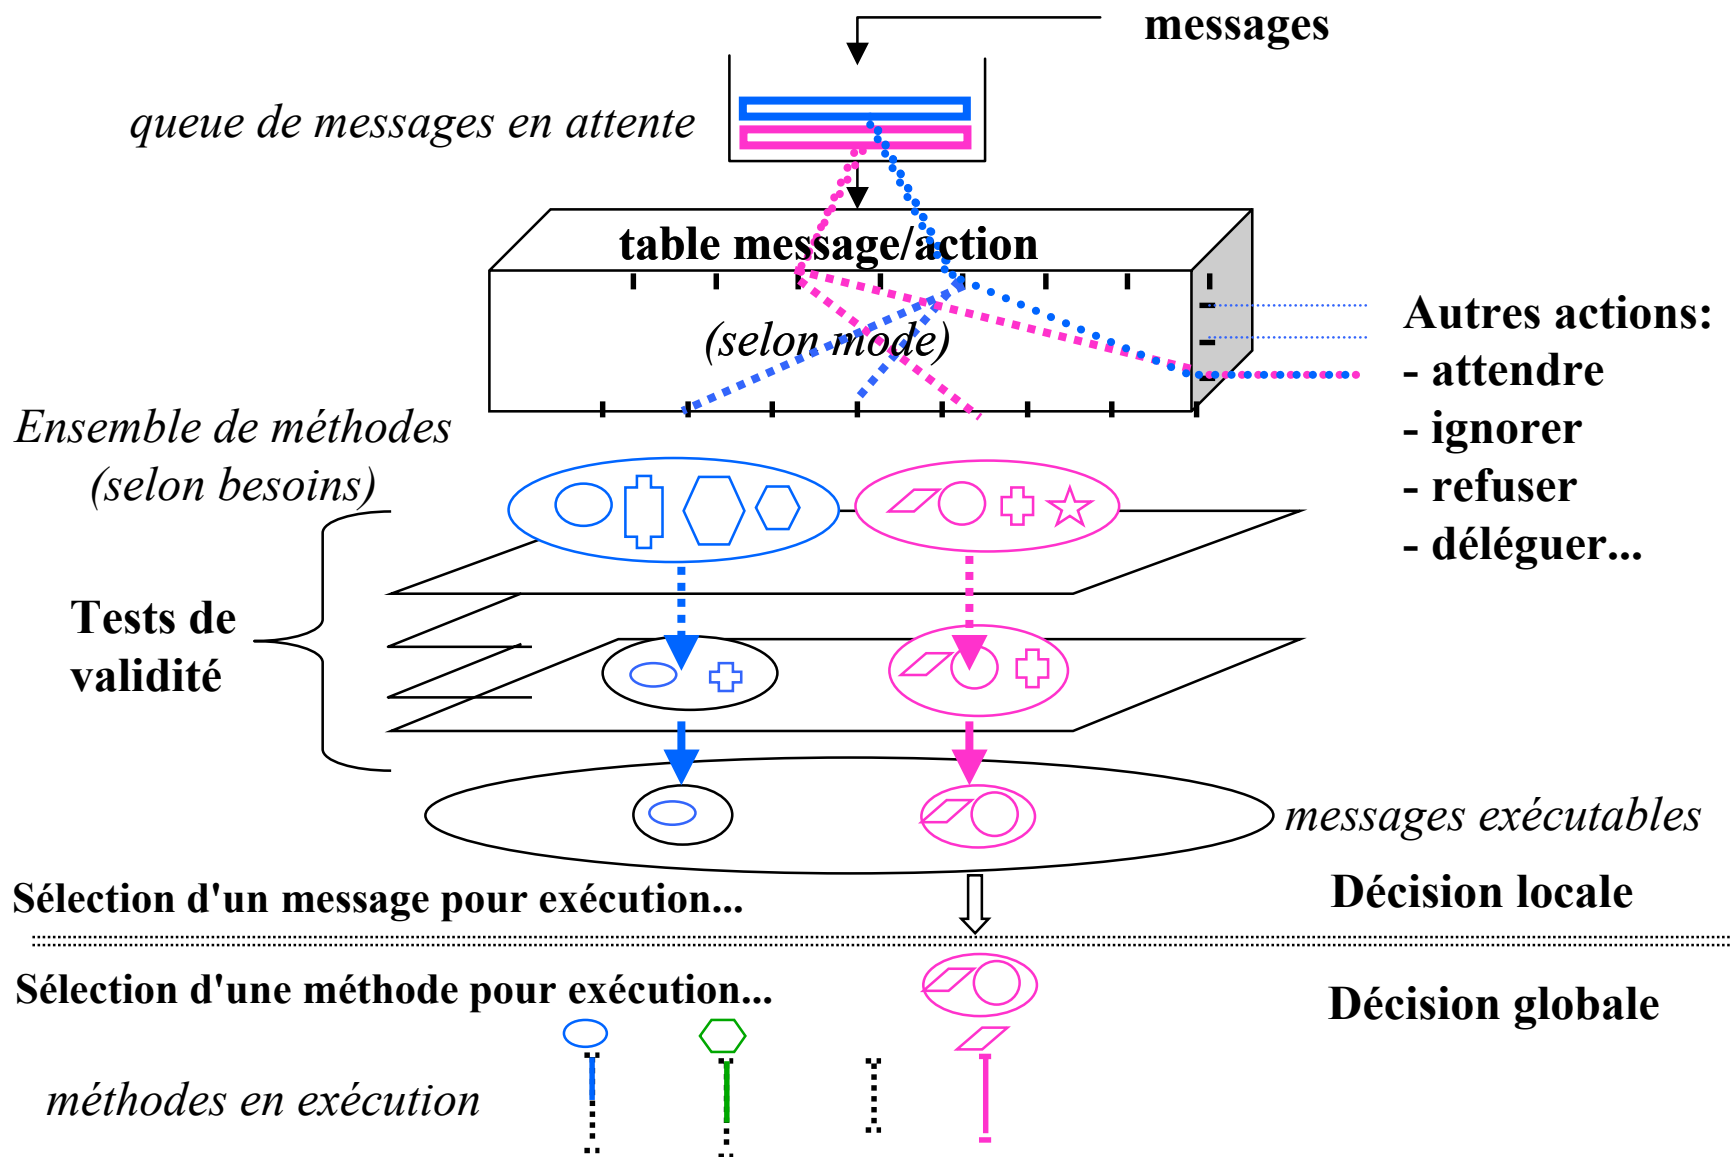 messages
queue de messages en attente
table message/action
(selon mode)
Autres actions:
- attendre
- ignorer
- refuser
- déléguer...
Ensemble de méthodes
(selon besoins)
Tests de
validité
messages exécutables
Sélection d'un message pour exécution...
Décision locale
Sélection d'une méthode pour exécution...
Décision globale
méthodes en exécution